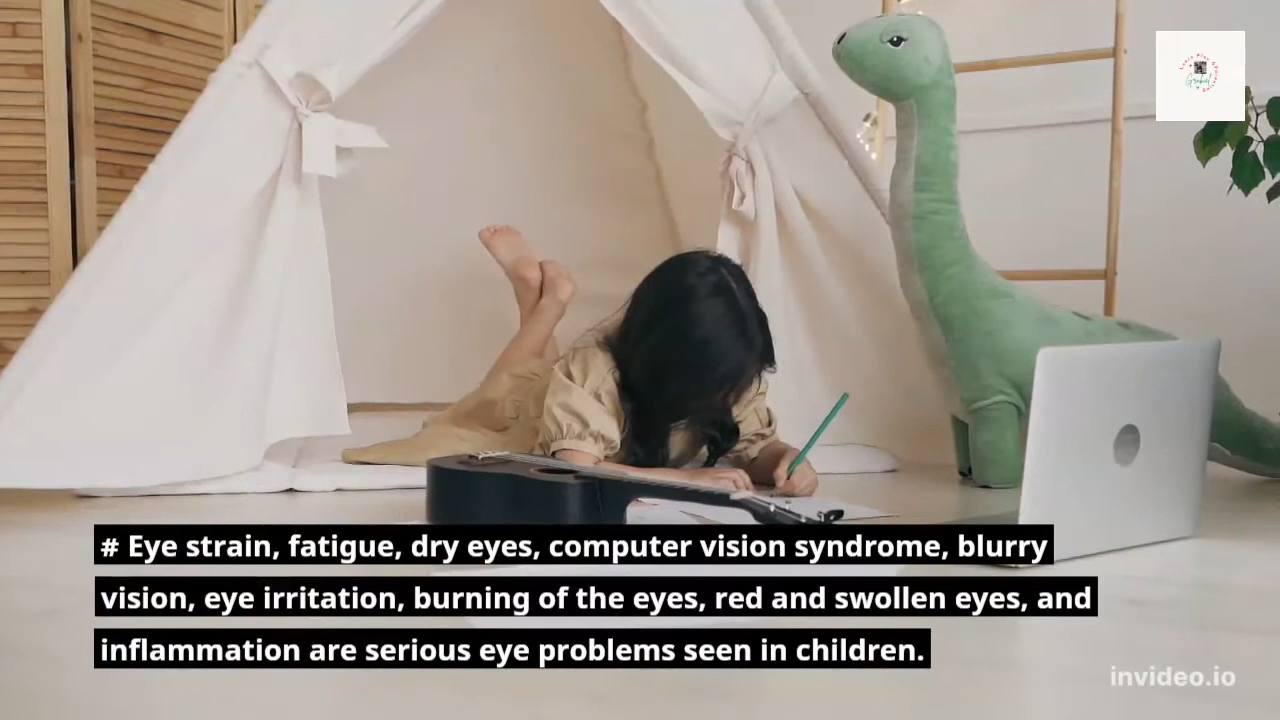 # Eye strain, fatigue, dry eyes, computer vision syndrome, blurry
vision, eye irritation, burning of the eyes, red and swollen eyes, and
inflammation are serious eye problems seen in children.
invideo.io